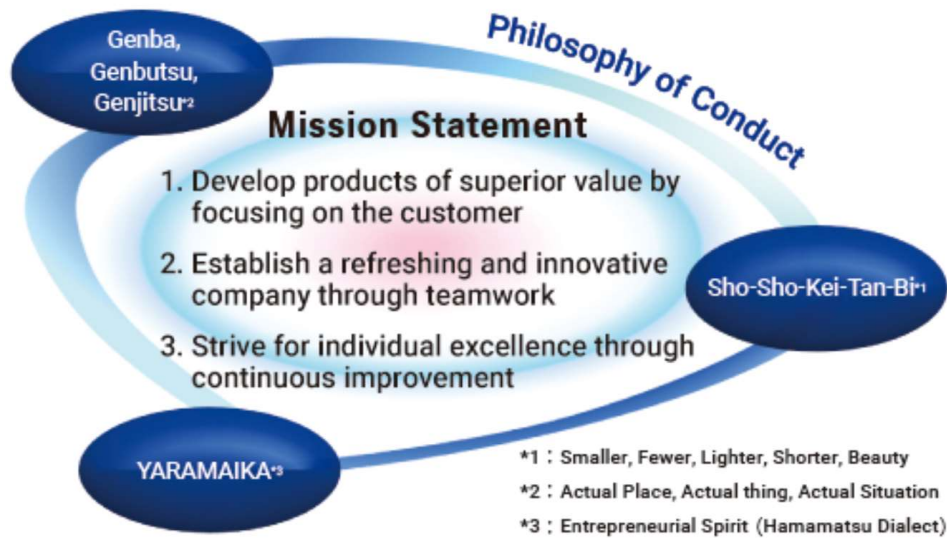 Genba,
Genbutsu,
Genjitsu*2
Philosophy of Conduct
Mission Statement
1. Develop products of superior value by
focusing on the customer
2. Establish a refreshing and innovative
company through teamwork
3. Strive for individual excellence through
continuous improvement
Sho-Sho-Kei-Tan-Bi*1
YARAMAIKA*3
*1 : Smaller, Fewer, Lighter, Shorter, Beauty
*2 : Actual Place, Actual thing, Actual Situation
*3 : Entrepreneurial Spirit (Hamamatsu Dialect)